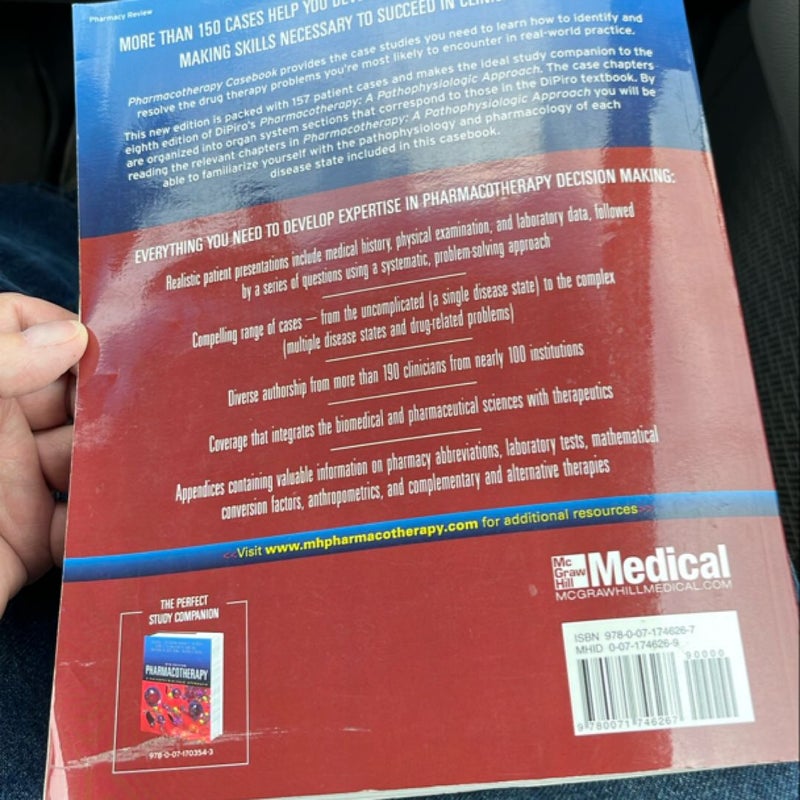 Pharmacy Review
MORE THAN 150 CASES HELP YOU
MAKING SKILLS NECESSARY TO SUCCEED IN
Pharmacotherapy Casebook provides the case studies you need to learn how to identify and
resolve the drug therapy problems you're most likely to encounter in real-world practice.
This new edition is packed with 157 patient cases and makes the ideal study companion to the
eighth edition of DiPiro's Pharmacotherapy: A Pathophysiologic Approach. The case chapters
are organized into organ system sections that correspond to those in the DiPiro textbook. By
reading the relevant chapters in Pharmacotherapy: A Pathophysiologic Approach you will be
able to familiarize yourself with the pathophysiology and pharmacology of each
disease state included in this casebook.
EVERYTHING YOU NEED TO DEVELOP EXPERTISE IN PHARMACOTHERAPY DECISION MAKING:
Realistic patient presentations include medical history, physical examination, and laboratory data, followed
by a series of questions using a systematic, problem-solving approach
Compelling range of cases — from the uncomplicated (a single disease state) to the complex
(multiple disease states and drug-related problems)
Diverse authorship from more than 190 clinicians from nearly 100 institutions
Coverage that integrates the biomedical and pharmaceutical sciences with therapeutics
Appendices containing valuable information on pharmacy abbreviations, laboratory tests, mathematical
conversion factors, anthropometrics, and complementary and alternative therapies
<<Visit www.mhpharmacotherapy.com for additional resources>>
Mc
Graw
Hill
Medical
MCGRAWHILLMEDICAL.COM
THE PERFECT
STUDY COMPANION
PHARMACOTHERAPY
978-0-07-170354-3
ISBN 978-0-07-174626-7
MHID 0-07-174626-9
90000
9 780071 746267